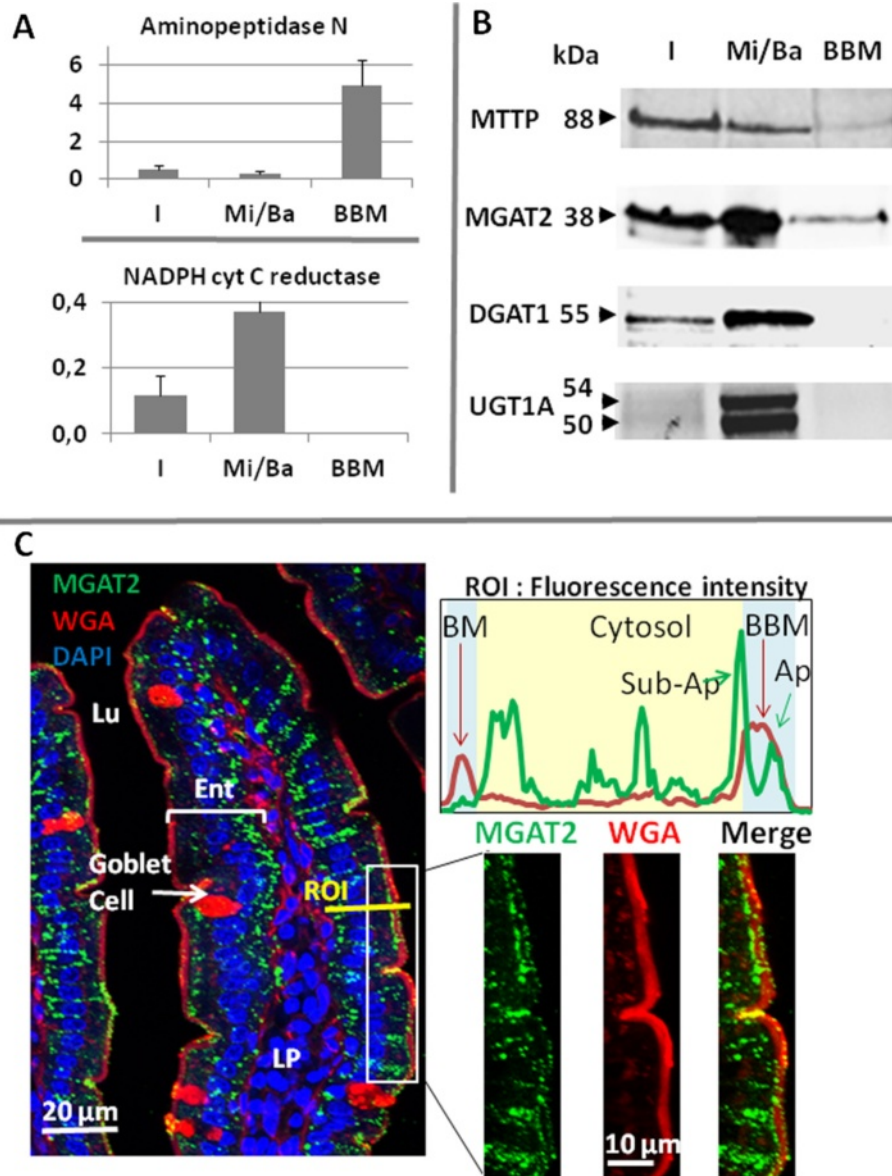 A
Aminopeptidase N
6
4
2
0
I Mi/Ba BBM
NADPH cyt C reductase
0,4
0,2
0,0
I Mi/Ba BBM
B
kDa I Mi/Ba BBM
MTTP 88
MGAT2 38
DGAT1 55
UGT1A 54
50
C
MGAT2
WGA
DAPI
Lu
Ent
Goblet
Cell
ROI
LP
20 µm
ROI : Fluorescence intensity
BM Cytosol BBM
Sub-Ap Ap
MGAT2 WGA Merge
10 µm